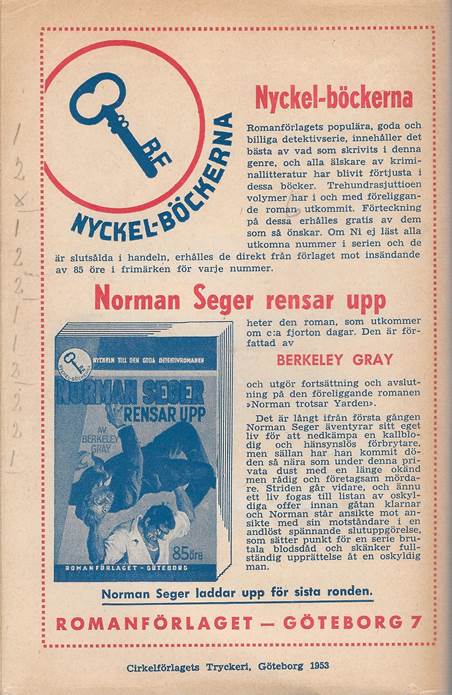 Nyckel-böckerna
R.F.
NYCKEL-BÖCKERNA
Romanförlagets populära, goda och
billiga detektivserie, innehåller det
bästa av vad som skrivits i denna
genre, och alla älskare av krimi-
nallitteratur har blivit förtjusta i
dessa böcker. Trehundrasjuttioen
volymer har i och med föreliggan-
de roman utkommit. Förteckning
på dessa erhålles gratis av dem
som så önskar. Om Ni ej läst alla
utkomna nummer i serien och de
är slutsålda i handeln, erhålles de direkt från förlaget mot insändande
av 85 öre i frimärken för varje nummer.
Norman Seger rensar upp
heter den roman, som utkommer
om c:a fjorton dagar. Den är för-
fattad av
BERKELEY GRAY
och utgör fortsättning och avslut-
ning på den föreliggande romanen
»Norman trotsar Yarden».
Det är långt ifrån första gången
Norman Seger äventyrar sitt eget
liv för att nedkämpa en kallblo-
dig och hänsynslös förbrytare,
men sällan har han kommit dö-
den så nära som under denna pri-
vata dust med en länge okänd
men rådig och företagsam mörda-
re. Striden går vidare, och ännu
ett liv fogas till listan av oskyl-
diga offer innan gåtan klarnar
och Norman står ansikte mot an-
sikte med sin motståndare i en
andlöst spännande slutuppgörelse,
som sätter punkt för en serie bru-
tala blodsdåd och skänker full-
ständig upprättelse åt en oskyldig
man.
NYCKELN TILL DEN GODA DETEKTIVROMANEN
NORMAN SEGER
RENSAR UPP
AV
BERKELEY
GRAY
85 öre
ROMANFÖRLAGET - GÖTEBORG
Norman Seger laddar upp för sista ronden.
ROMANFÖRLAGET — GÖTEBORG 7
Cirkelförlagets Tryckeri, Göteborg 1953
1
2
x
1
2
2
1
1
2
2
2
1